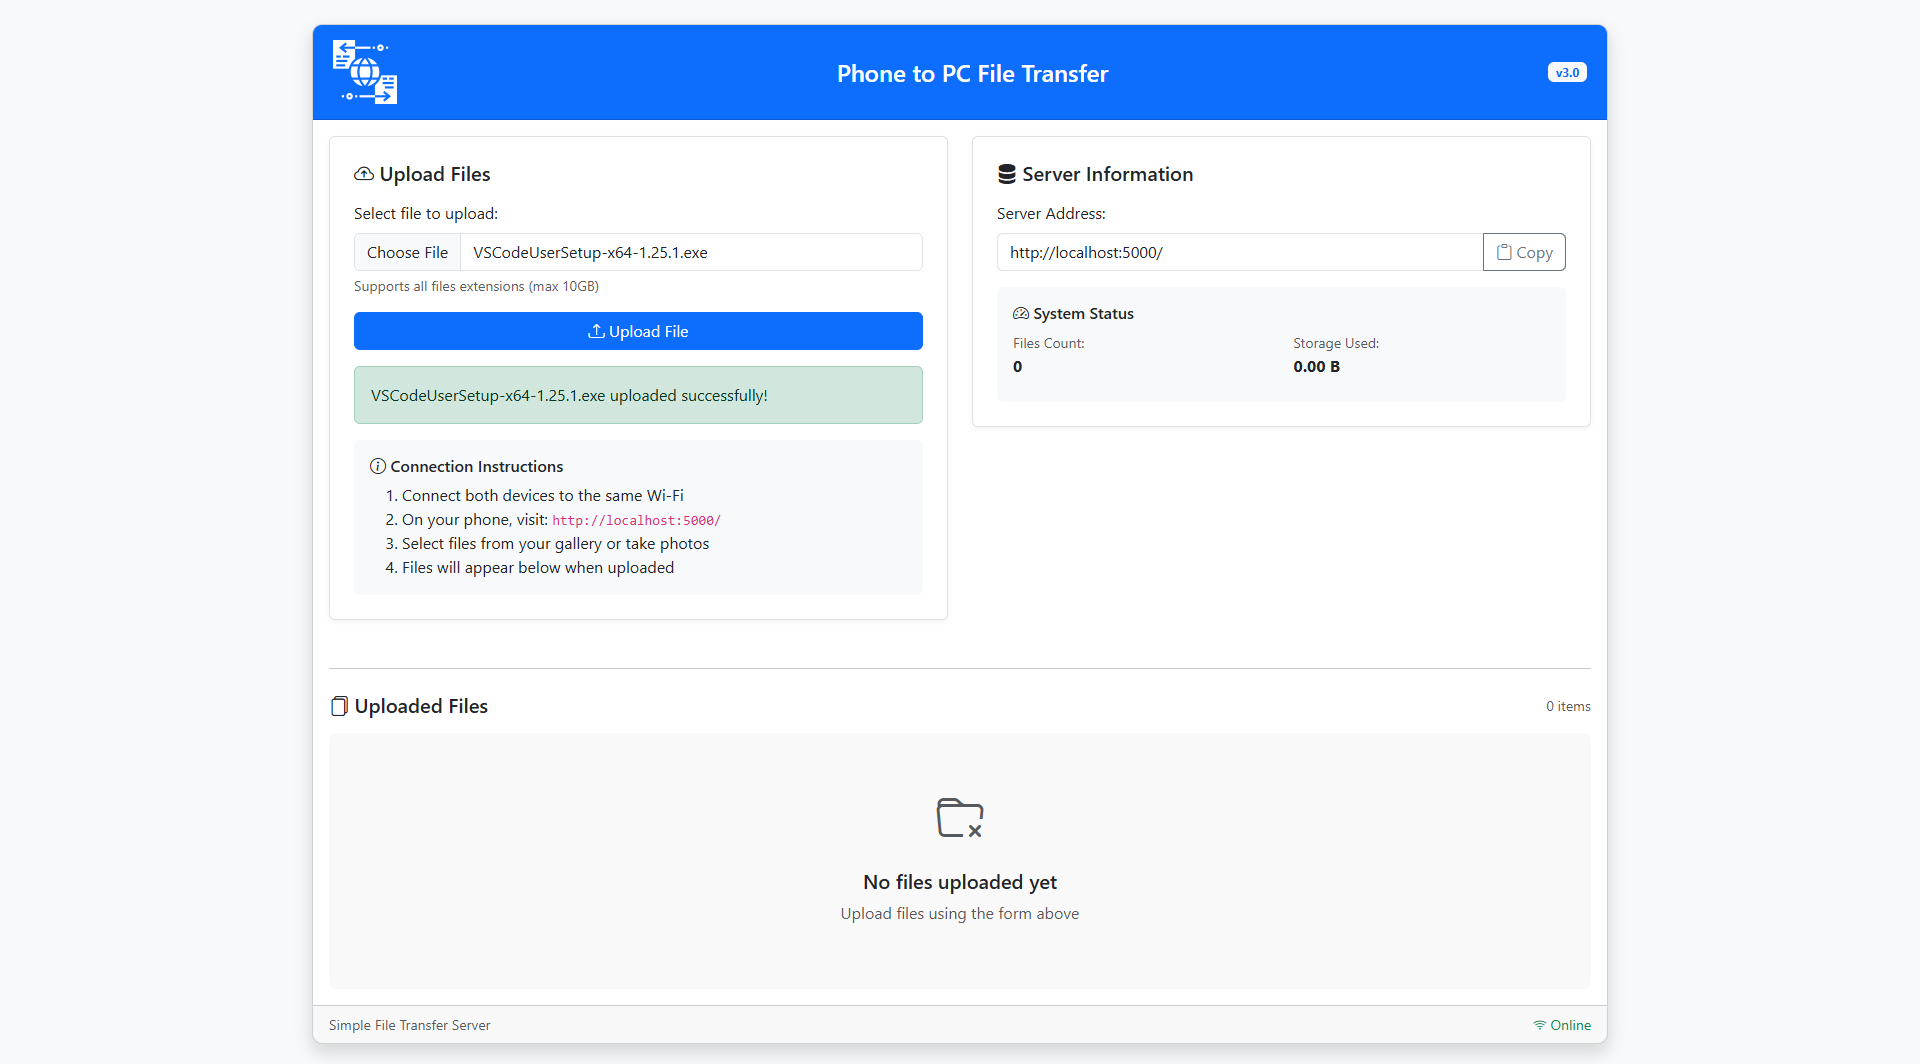 Phone to PC File Transfer
v3.0
Upload Files
Select file to upload:
Choose File
VSCodeUserSetup-x64-1.25.1.exe
Supports all files extensions (max 10GB)
Upload File
VSCodeUserSetup-x64-1.25.1.exe uploaded successfully!
Connection Instructions
1. Connect both devices to the same Wi-Fi
2. On your phone, visit: http://localhost:5000/
3. Select files from your gallery or take photos
4. Files will appear below when uploaded
Server Information
Server Address:
http://localhost:5000/
Copy
System Status
Files Count:
0
Storage Used:
0.00 B
Uploaded Files
0 items
No files uploaded yet
Upload files using the form above
Simple File Transfer Server
Online